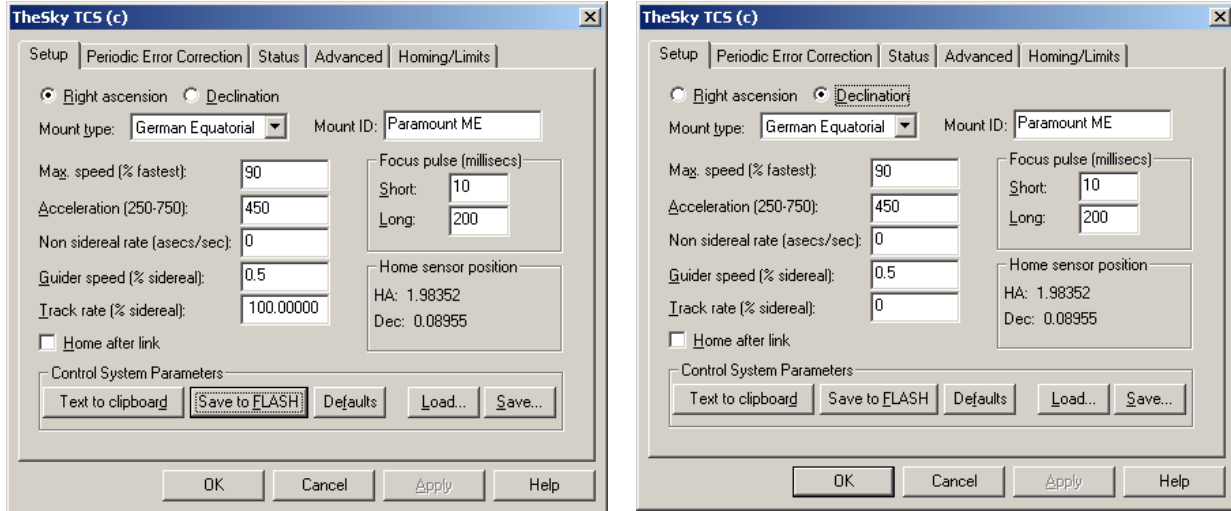 TheSky TCS (c)
Setup Periodic Error Correction Status Advanced Homing/Limits
Right ascension Declination
Mount type: German Equatorial Mount ID: Paramount ME
Max. speed (% fastest): 90
Acceleration (250-750): 450
Non sidereal rate (asecs/sec): 0
Guider speed (% sidereal): 0.5
Track rate (% sidereal): 100.00000
Home after link
Focus pulse (millisecs)
Short: 10
Long: 200
Home sensor position
HA: 1.98352
Dec: 0.08955
Control System Parameters
Text to clipboard Save to FLASH Defaults Load... Save...
OK Cancel Apply Help
TheSky TCS (c)
Setup Periodic Error Correction Status Advanced Homing/Limits
Right ascension Declination
Mount type: German Equatorial Mount ID: Paramount ME
Max. speed (% fastest): 90
Acceleration (250-750): 450
Non sidereal rate (asecs/sec): 0
Guider speed (% sidereal): 0.5
Track rate (% sidereal): 0
Home after link
Focus pulse (millisecs)
Short: 10
Long: 200
Home sensor position
HA: 1.98352
Dec: 0.08955
Control System Parameters
Text to clipboard Save to FLASH Defaults Load... Save...
OK Cancel Apply Help